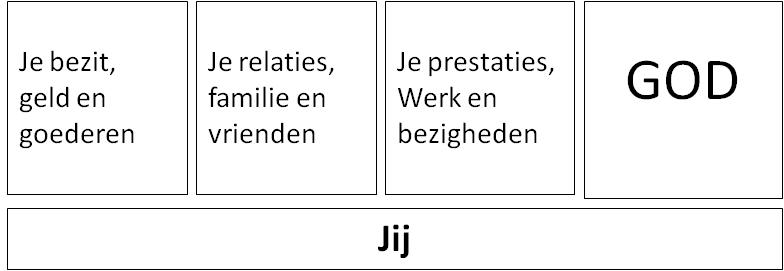 Je bezit,
geld en
goederen
Je relaties,
familie en
vrienden
Je prestaties,
Werk en
bezigheden
GOD
Jij